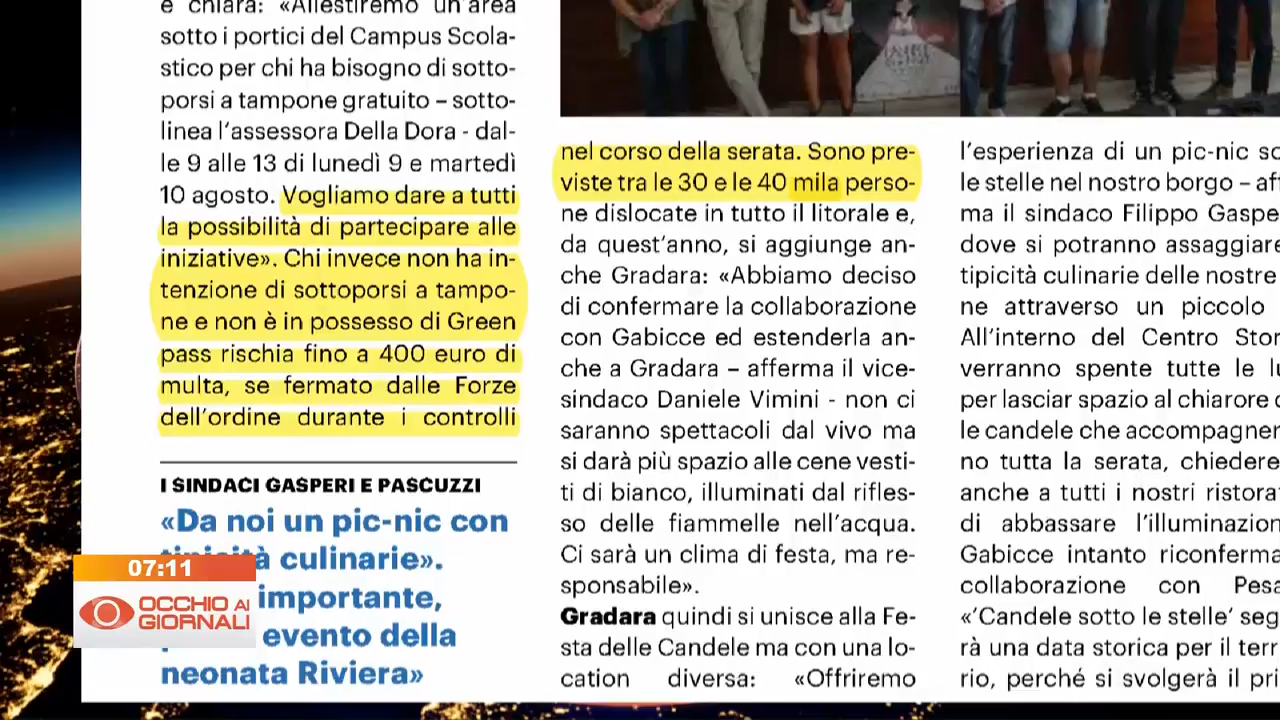 e chiara: «Allestiremo un'area
sotto i portici del Campus Scola-
stico per chi ha bisogno di sotto-
porsi a tampone gratuito – sotto-
linea l'assessora Della Dora - dal-
le 9 alle 13 di lunedì 9 e martedì
10 agosto. Vogliamo dare a tutti
la possibilità di partecipare alle
iniziative». Chi invece non ha in-
tenzione di sottoporsi a tampo-
ne e non è in possesso di Green
pass rischia fino a 400 euro di
multa, se fermato dalle Forze
dell'ordine durante i controlli
I SINDACI GASPERI E PASCUZZI
«Da noi un pic-nic con
culinarie».
importante,
evento della
neonata Riviera»
nel corso della serata. Sono pre-
viste tra le 30 e le 40 mila perso-
ne dislocate in tutto il litorale e,
da quest'anno, si aggiunge an-
che Gradara: «Abbiamo deciso
di confermare la collaborazione
con Gabicce ed estenderla an-
che a Gradara – afferma il vice-
sindaco Daniele Vimini - non ci
saranno spettacoli dal vivo ma
si darà più spazio alle cene vesti-
ti di bianco, illuminati dal rifles-
so delle fiammelle nell'acqua.
Ci sarà un clima di festa, ma re-
sponsabile».
Gradara quindi si unisce alla Fe-
sta delle Candele ma con una lo-
cation diversa: «Offriremo
l'esperienza di un pic-nic so
le stelle nel nostro borgo – aff
ma il sindaco Filippo Gaspe
dove si potranno assaggiare
tipicità culinarie delle nostre
ne attraverso un piccolo
All'interno del Centro Stor
verranno spente tutte le lu
per lasciar spazio al chiarore d
le candele che accompagner
no tutta la serata, chiedere
anche a tutti i nostri ristorat
di abbassare l'illuminazion
Gabicce intanto riconferma
collaborazione con Pesa
«'Candele sotto le stelle' seg
rà una data storica per il terr
rio, perché si svolgerà il pri
07:11
OCCHIO AI
GIORNALI